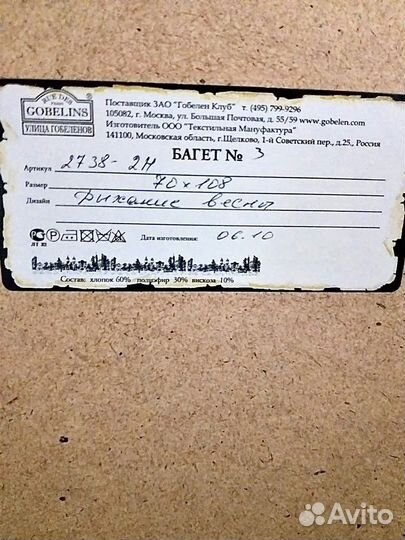 RUE DES
GOBELINS
УЛИЦА ГОБЕЛЕНОВ
Поставщик ЗАО "Гобелен Клуб" т. (495) 799-9296
105082, г. Москва, ул. Большая Почтовая, д. 55/59 www.gobelen.com
Изготовитель ООО "Текстильная Мануфактура"
141100, Московская область, г.Щелково, 1-й Советский пер., д.25., Россия
БАГЕТ № 3
Артикул 2738-2Н
Размер 70 x 108
Дизайн Дыхание весны
Дата изготовления: 06.10
Состав: хлопок 60% полиэфир 30% вискоза 10%
Avito